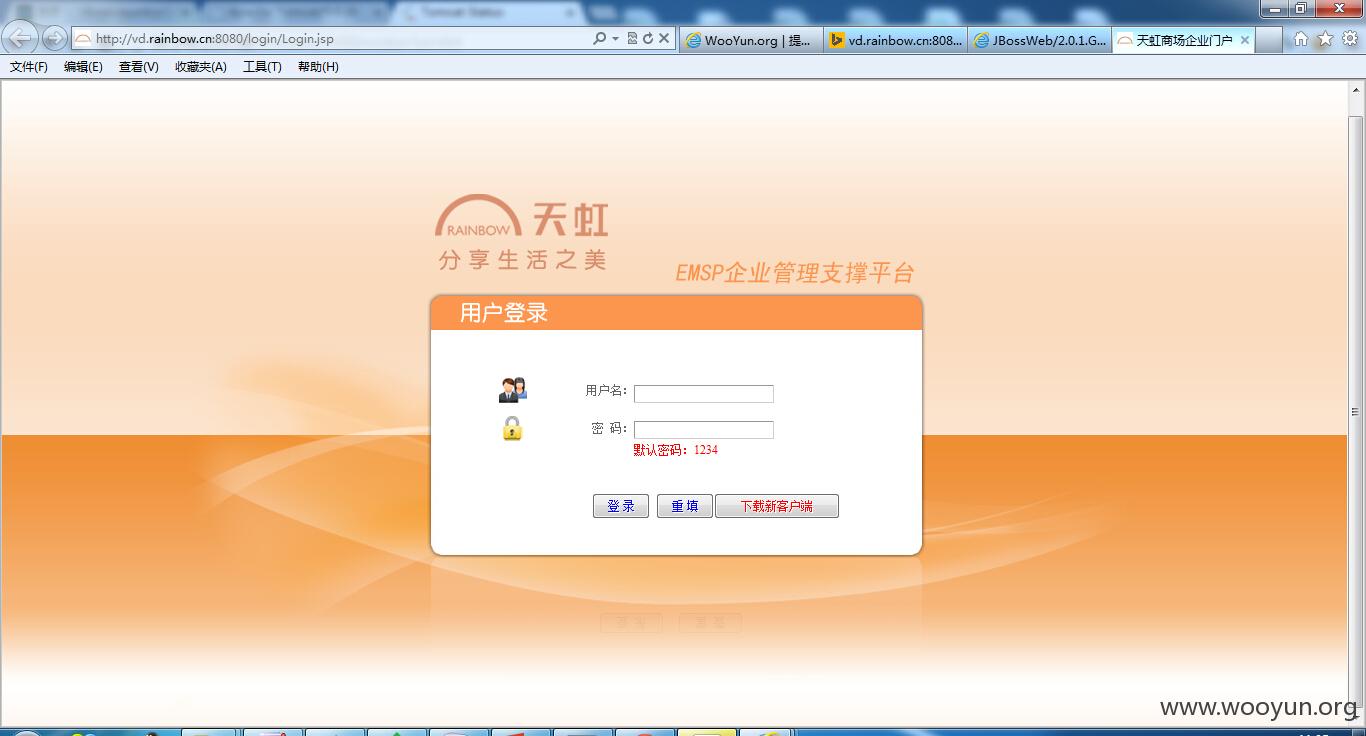 Tomcat Status
http://vd.rainbow.cn:8080/login/Login.jsp
WooYun.org | 提...
vd.rainbow.cn:808...
JBossWeb/2.0.1.G...
天虹商场企业门户
文件(F) 编辑(E) 查看(V) 收藏夹(A) 工具(T) 帮助(H)
RAINBOW 天虹
分享生活之美
EMSP企业管理支撑平台
用户登录
用户名:
密 码:
默认密码: 1234
登 录 重 填 下载新客户端
www.wooyun.org